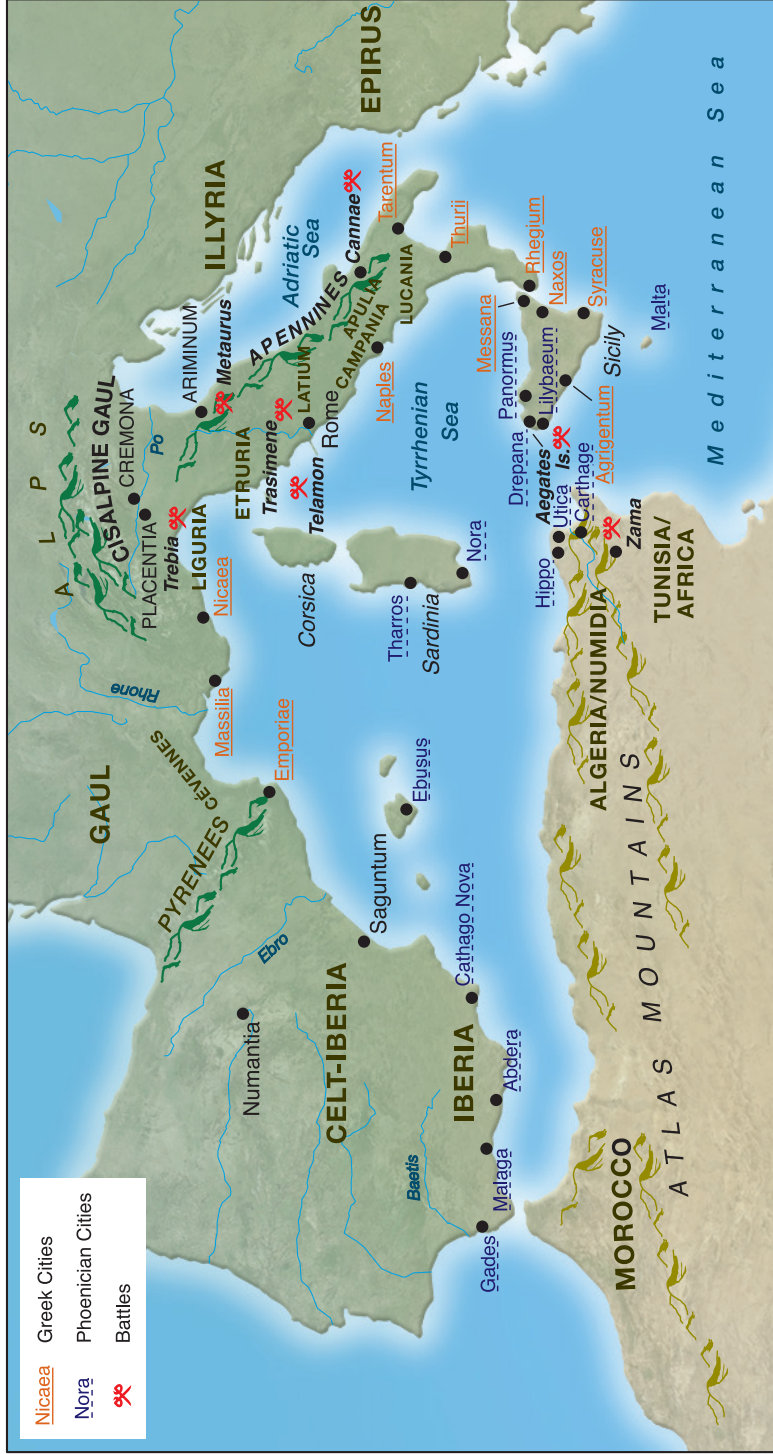 Nicaea Greek Cities
Nora Phoenician Cities
Battles
GAUL
CÉVENNES
PYRENEES
Rhone
A L P S
CISALPINE GAUL
CREMONA
PLACENTIA
Po
Trebia
LIGURIA
Nicaea
Massilia
Emporiae
ARIMINUM
Metaurus
ILLYRIA
EPIRUS
Adriatic
Sea
APENNINES
ETRURIA
Trasimene
Telamon
LATIUM
Rome
CAMPANIA
APULIA
Cannae
LUCANIA
Naples
Tarentum
Thurii
Corsica
Tyrrhenian
Sea
Tharros
Sardinia
Nora
Ebro
Numantia
CELT-IBERIA
Saguntum
Ebusus
IBERIA
Baetis
Cathago Nova
Abdera
Malaga
Gades
Messana
Rhegium
Naxos
Syracuse
Panormus
Lilybaeum
Drepana
Aegates
Is.
Agrigentum
Sicily
Malta
Hippo
Utica
Carthage
Zama
TUNISIA/
AFRICA
ALGERIA/NUMIDIA
MOROCCO
ATLAS MOUNTAINS
Mediterranean Sea